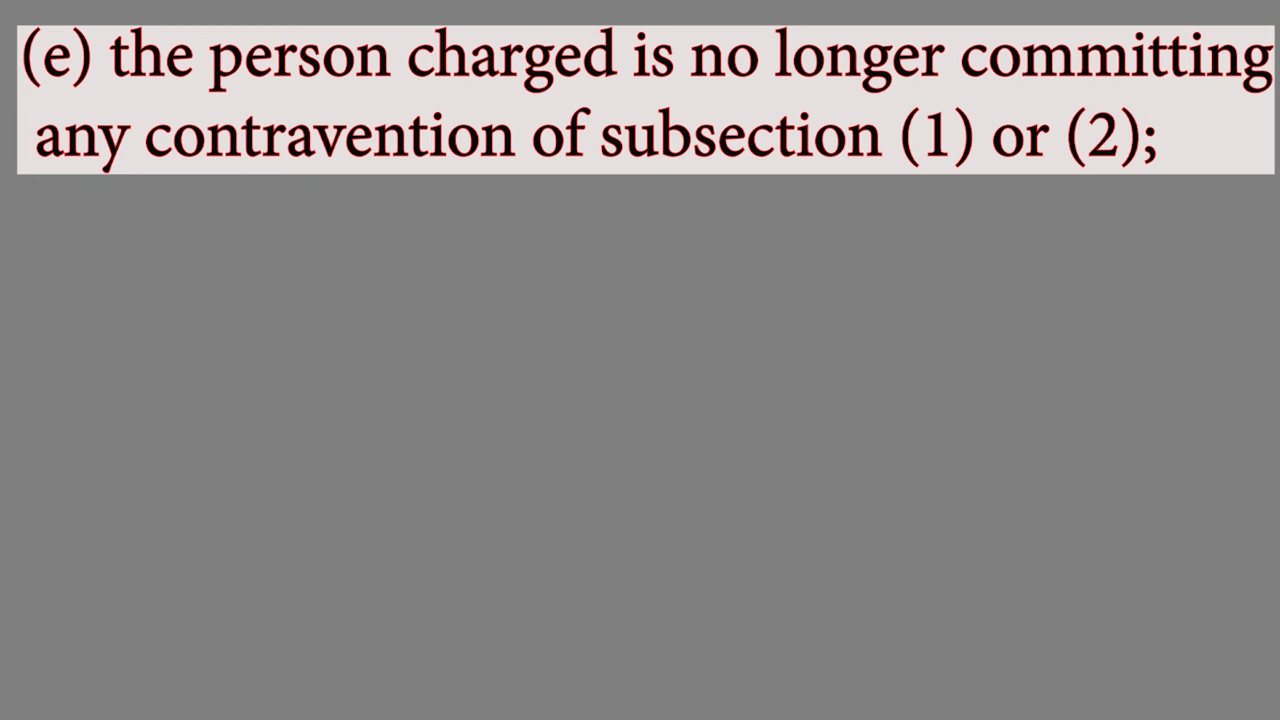 (e) the person charged is no longer committing
any contravention of subsection (1) or (2);